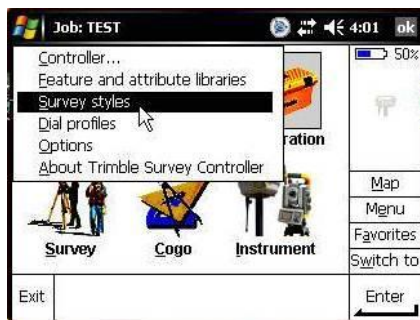 Job: TEST
4:01
ok
Controller...
Feature and attribute libraries
Survey styles
Dial profiles
Options
About Trimble Survey Controller
50%
ration
Map
Menu
Favorites
Switch to
Survey
Cogo
Instrument
Exit
Enter